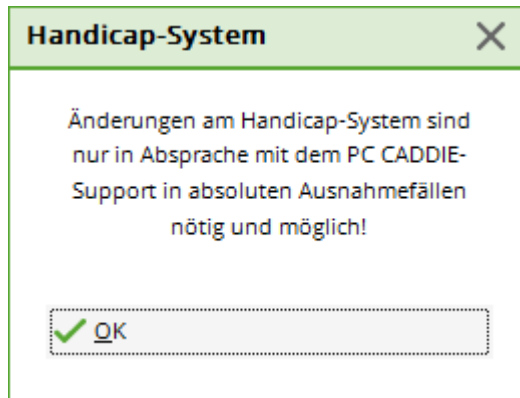 Handicap-System
Änderungen am Handicap-System sind
nur in Absprache mit dem PC CADDIE-
Support in absoluten Ausnahmefällen
nötig und möglich!
OK